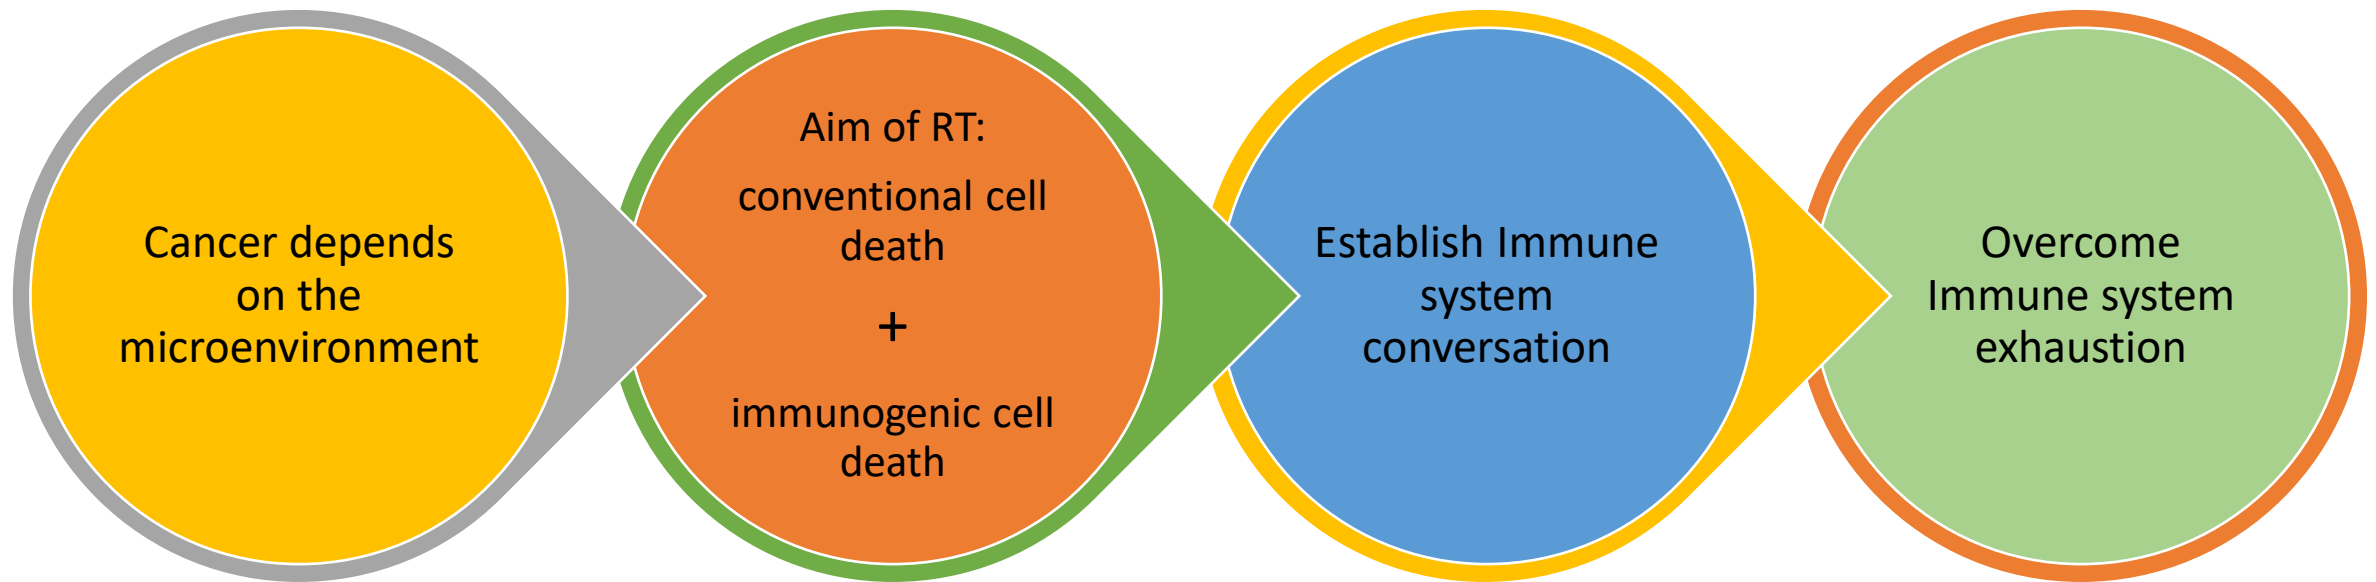 Cancer depends
on the
microenvironment
Aim of RT:
conventional cell
death
+
immunogenic cell
death
Establish Immune
system
conversation
Overcome
Immune system
exhaustion